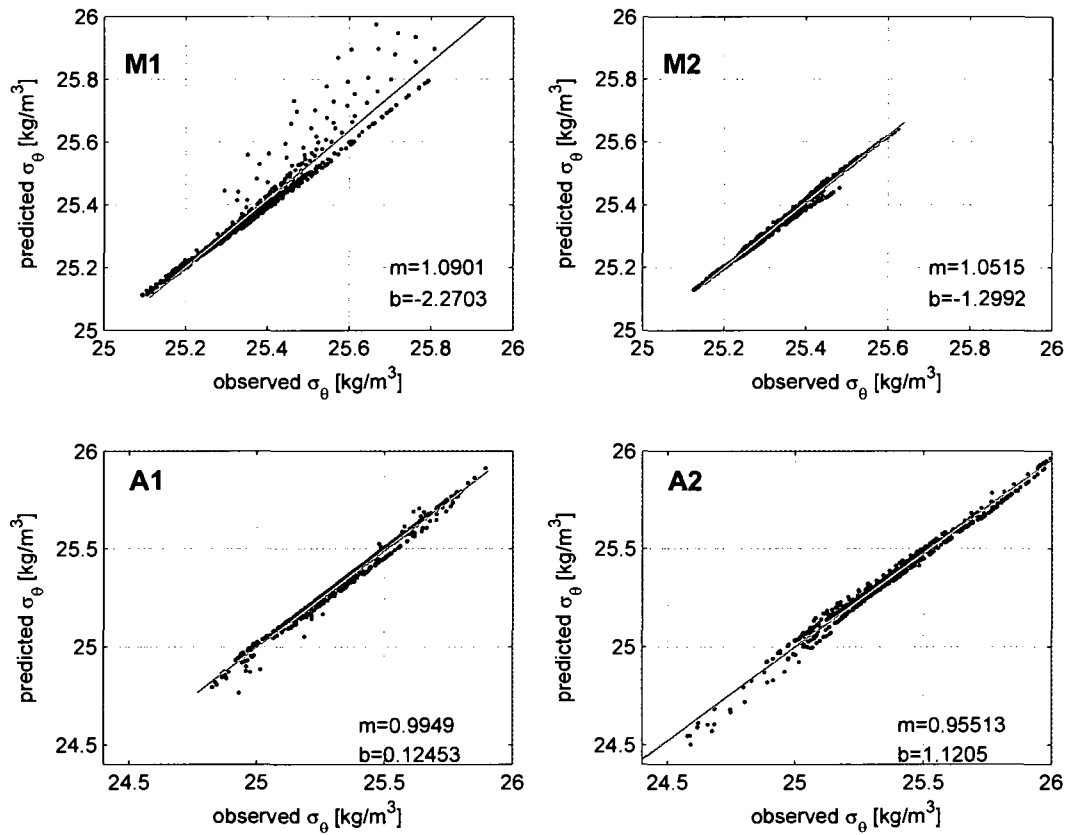 M1
predicted σθ [kg/m³]
26
25.8
25.6
25.4
25.2
25
m=1.0901
b=-2.2703
25 25.2 25.4 25.6 25.8 26
observed σθ [kg/m³]
M2
predicted σθ [kg/m³]
26
25.8
25.6
25.4
25.2
25
m=1.0515
b=-1.2992
25 25.2 25.4 25.6 25.8 26
observed σθ [kg/m³]
A1
predicted σθ [kg/m³]
26
25.5
25
24.5
m=0.9949
b=0.12453
24.5 25 25.5 26
observed σθ [kg/m³]
A2
predicted σθ [kg/m³]
26
25.5
25
24.5
m=0.95513
b=1.1205
24.5 25 25.5 26
observed σθ [kg/m³]